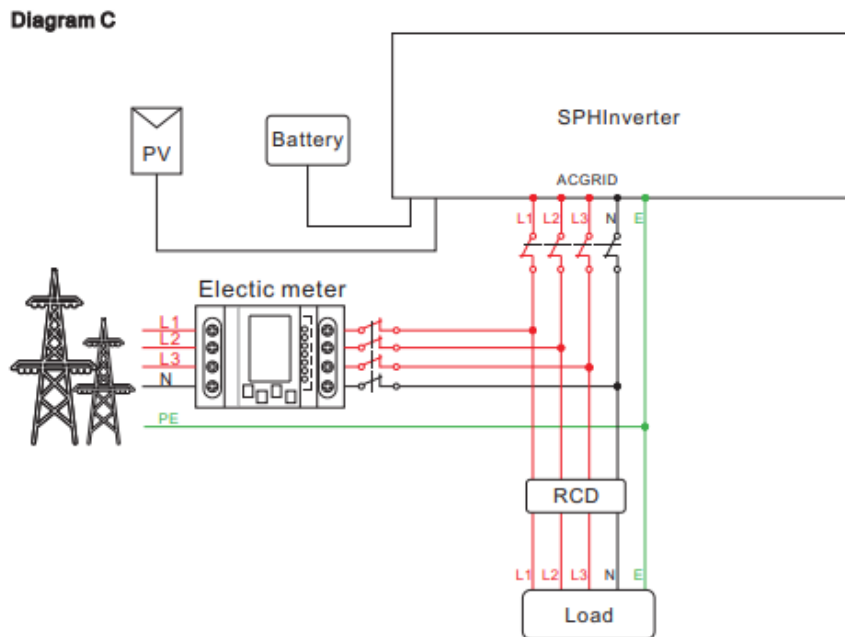 Diagram C
SPHInverter
PV
Battery
ACGRID
L1 L2 L3 N E
Electic meter
L1
L2
L3
N
PE
RCD
L1 L2 L3 N E
Load